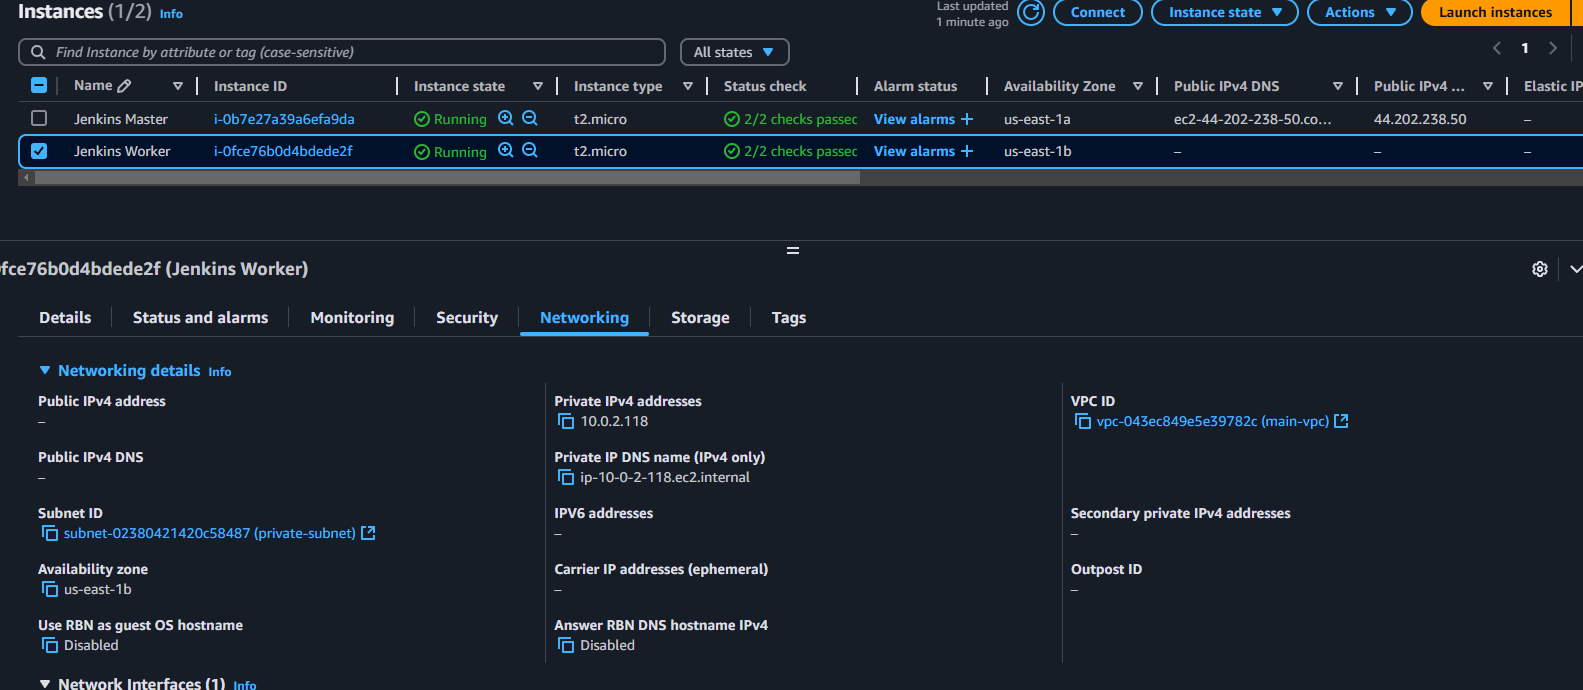 Instances (1/2) Info
Last updated
1 minute ago
Connect
Instance state
Actions
Launch instances
Find Instance by attribute or tag (case-sensitive)
All states
1
Name Instance ID Instance state Instance type Status check Alarm status Availability Zone Public IPv4 DNS Public IPv4 ... Elastic IP
Jenkins Master i-0b7e27a39a6efa9da Running t2.micro 2/2 checks passec View alarms + us-east-1a ec2-44-202-238-50.co... 44.202.238.50 –
Jenkins Worker i-0fce76b0d4bdede2f Running t2.micro 2/2 checks passec View alarms + us-east-1b – – –
fce76b0d4bdede2f (Jenkins Worker)
Details Status and alarms Monitoring Security Networking Storage Tags
Networking details Info
Public IPv4 address
–
Public IPv4 DNS
–
Subnet ID
subnet-02380421420c58487 (private-subnet)
Availability zone
us-east-1b
Use RBN as guest OS hostname
Disabled
Private IPv4 addresses
10.0.2.118
Private IP DNS name (IPv4 only)
ip-10-0-2-118.ec2.internal
IPV6 addresses
–
Carrier IP addresses (ephemeral)
–
Answer RBN DNS hostname IPv4
Disabled
VPC ID
vpc-043ec849e5e39782c (main-vpc)
Secondary private IPv4 addresses
–
Outpost ID
–
Network Interfaces (1) Info